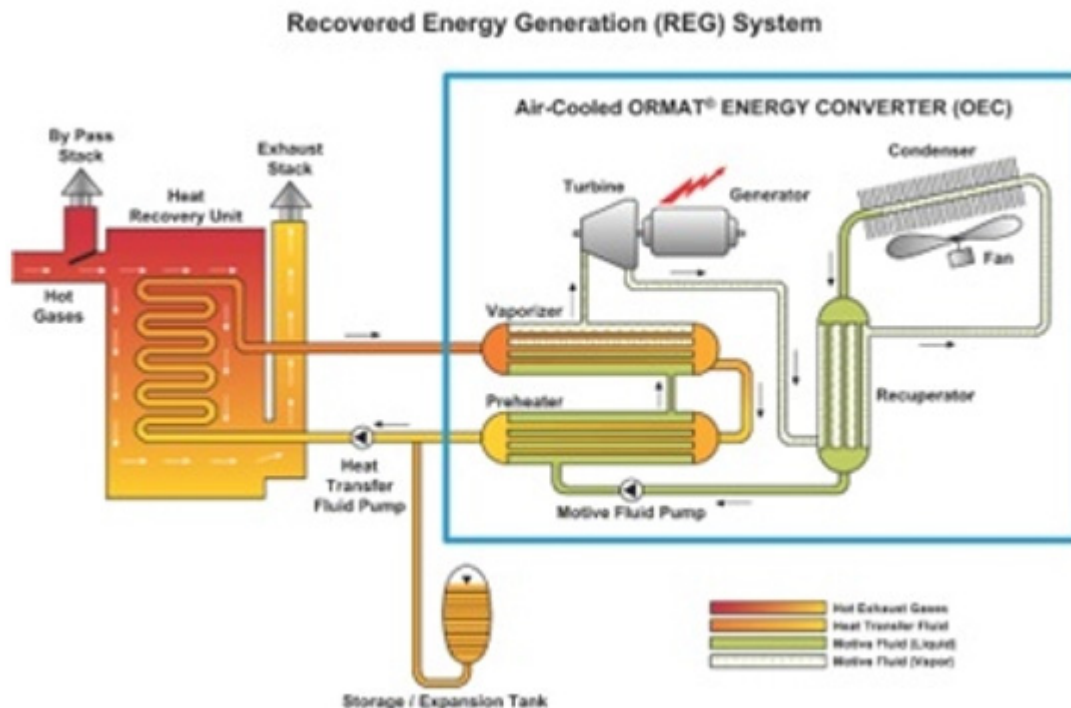 Recovered Energy Generation (REG) System
Air-Cooled ORMAT® ENERGY CONVERTER (OEC)
By Pass
Stack
Exhaust
Stack
Heat
Recovery Unit
Hot
Gases
Turbine
Generator
Condenser
Fan
Vaporizer
Preheater
Recuperator
Heat
Transfer
Fluid Pump
Motive Fluid Pump
Storage / Expansion Tank
Hot Exhaust Gases
Heat Transfer Fluid
Motive Fluid (Liquid)
Motive Fluid (Vapor)